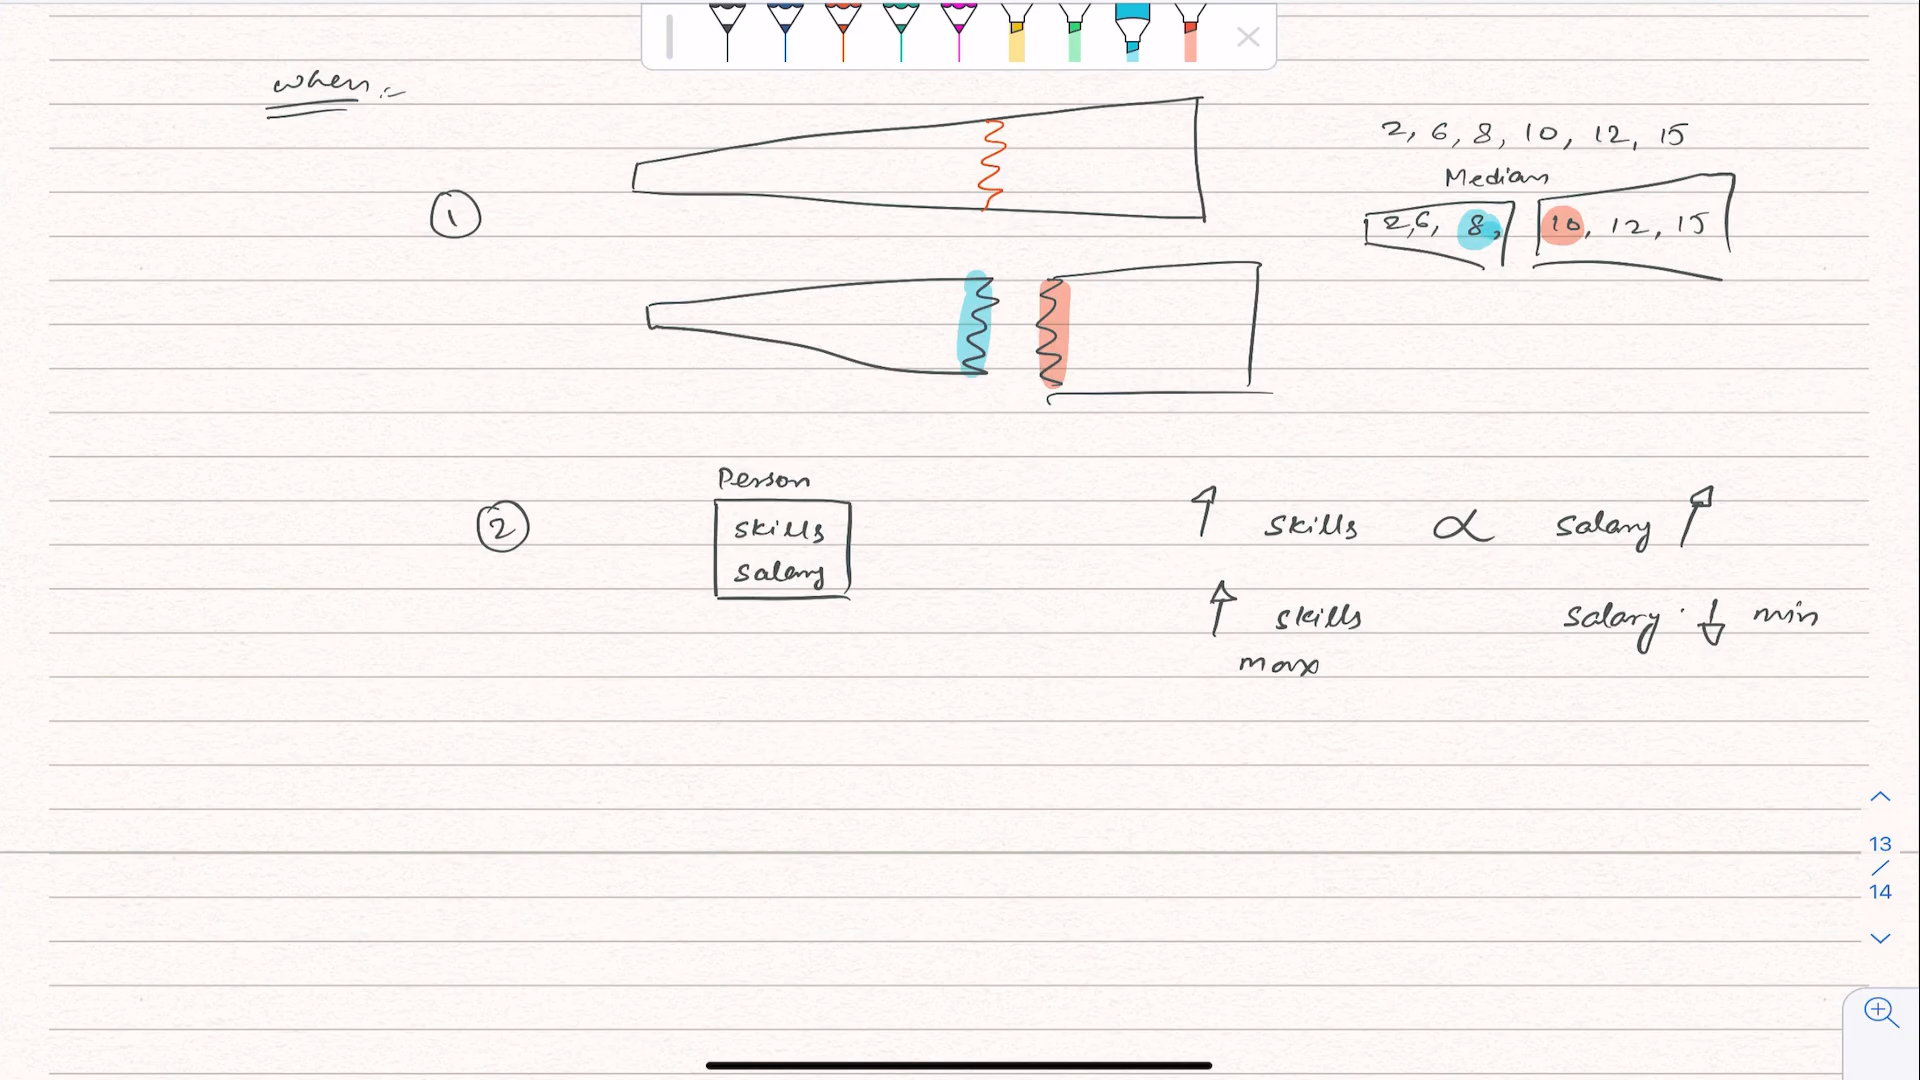 when :-
2, 6, 8, 10, 12, 15
Median
1
2,6, 8, 10, 12, 15
Person
2
skills
salary
skills ∝ salary
skills salary min
max
13
/
14